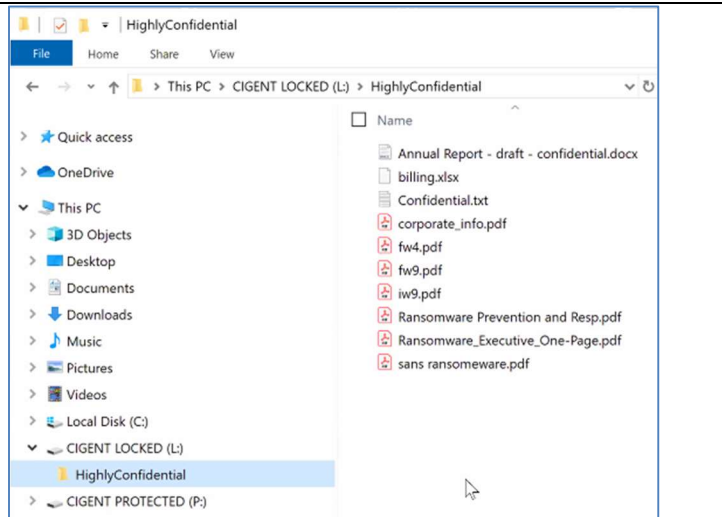 HighlyConfidential
File Home Share View
This PC > CIGENT LOCKED (L:) > HighlyConfidential
Quick access
OneDrive
This PC
3D Objects
Desktop
Documents
Downloads
Music
Pictures
Videos
Local Disk (C:)
CIGENT LOCKED (L:)
HighlyConfidential
CIGENT PROTECTED (P:)
Name
Annual Report - draft - confidential.docx
billing.xlsx
Confidential.txt
corporate_info.pdf
fw4.pdf
fw9.pdf
iw9.pdf
Ransomware Prevention and Resp.pdf
Ransomware_Executive_One-Page.pdf
sans ransomeware.pdf